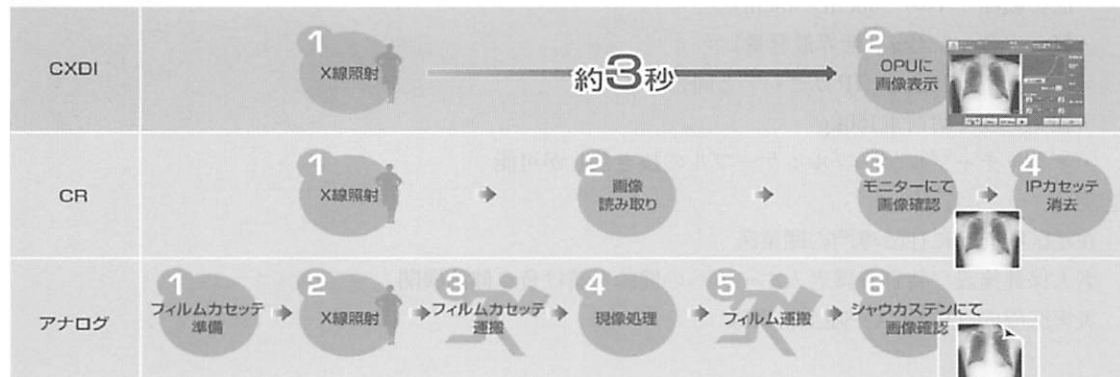 CXDI
1
X線照射
約3秒
2
OPUに
画像表示
CR
1
X線照射
2
画像
読み取り
3
モニターにて
画像確認
4
IPカセッテ
消去
アナログ
1
フィルムカセッテ
準備
2
X線照射
3
フィルムカセッテ
運搬
4
現像処理
5
フィルム運搬
6
シャウカステンにて
画像確認